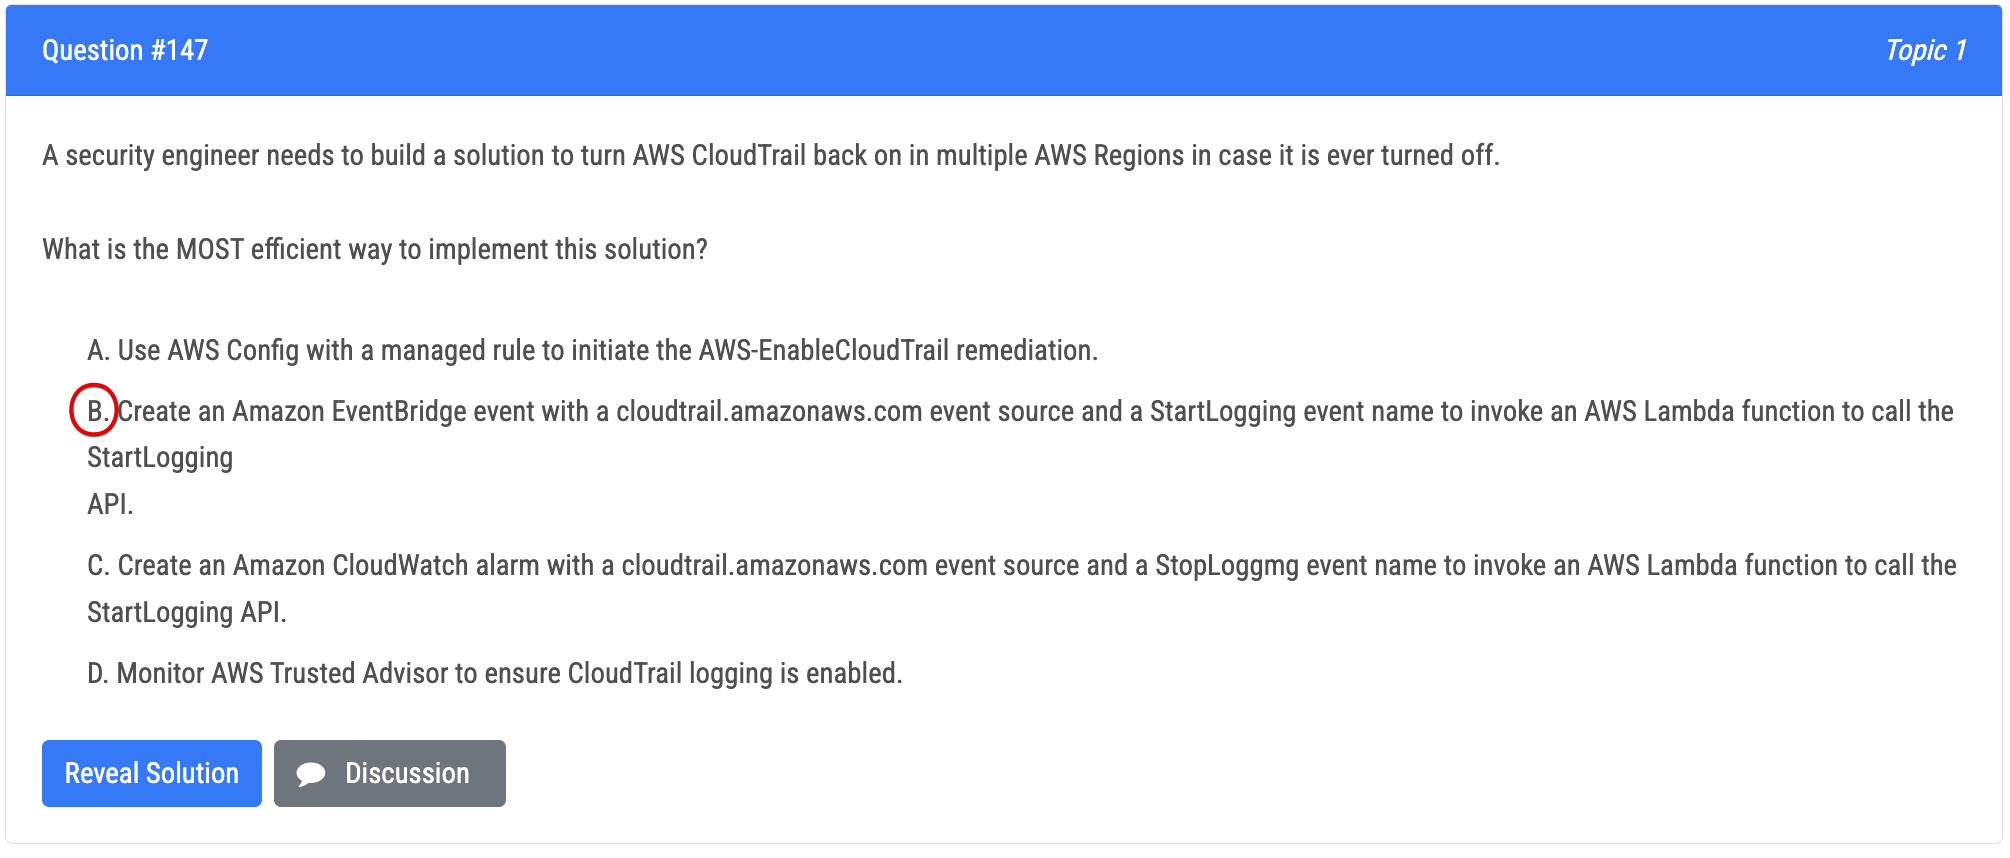 Question #147
Topic 1
A security engineer needs to build a solution to turn AWS CloudTrail back on in multiple AWS Regions in case it is ever turned off.
What is the MOST efficient way to implement this solution?
A. Use AWS Config with a managed rule to initiate the AWS-EnableCloudTrail remediation.
B. Create an Amazon EventBridge event with a cloudtrail.amazonaws.com event source and a StartLogging event name to invoke an AWS Lambda function to call the
StartLogging
API.
C. Create an Amazon CloudWatch alarm with a cloudtrail.amazonaws.com event source and a StopLoggmg event name to invoke an AWS Lambda function to call the
StartLogging API.
D. Monitor AWS Trusted Advisor to ensure CloudTrail logging is enabled.
Reveal Solution
Discussion